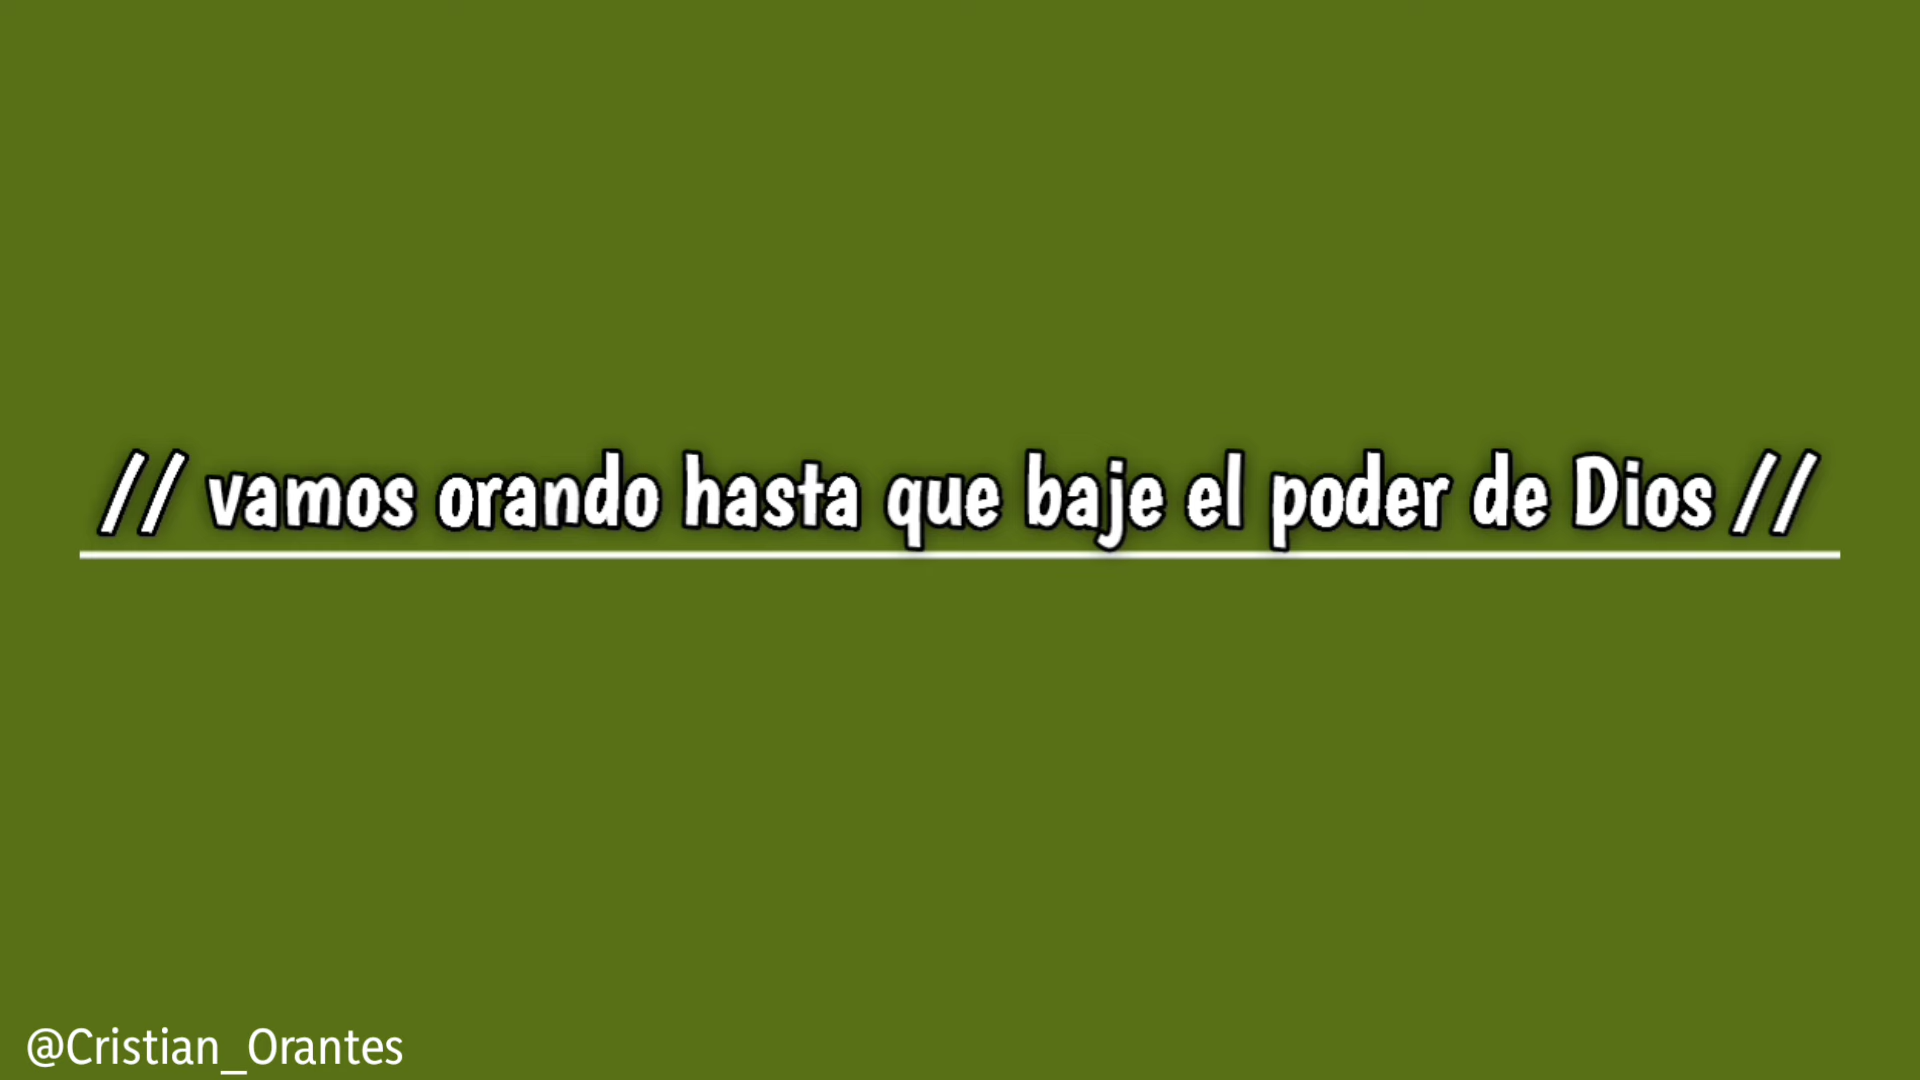 // vamos orando hasta que baje el poder de Dios //
@Cristian_Orantes